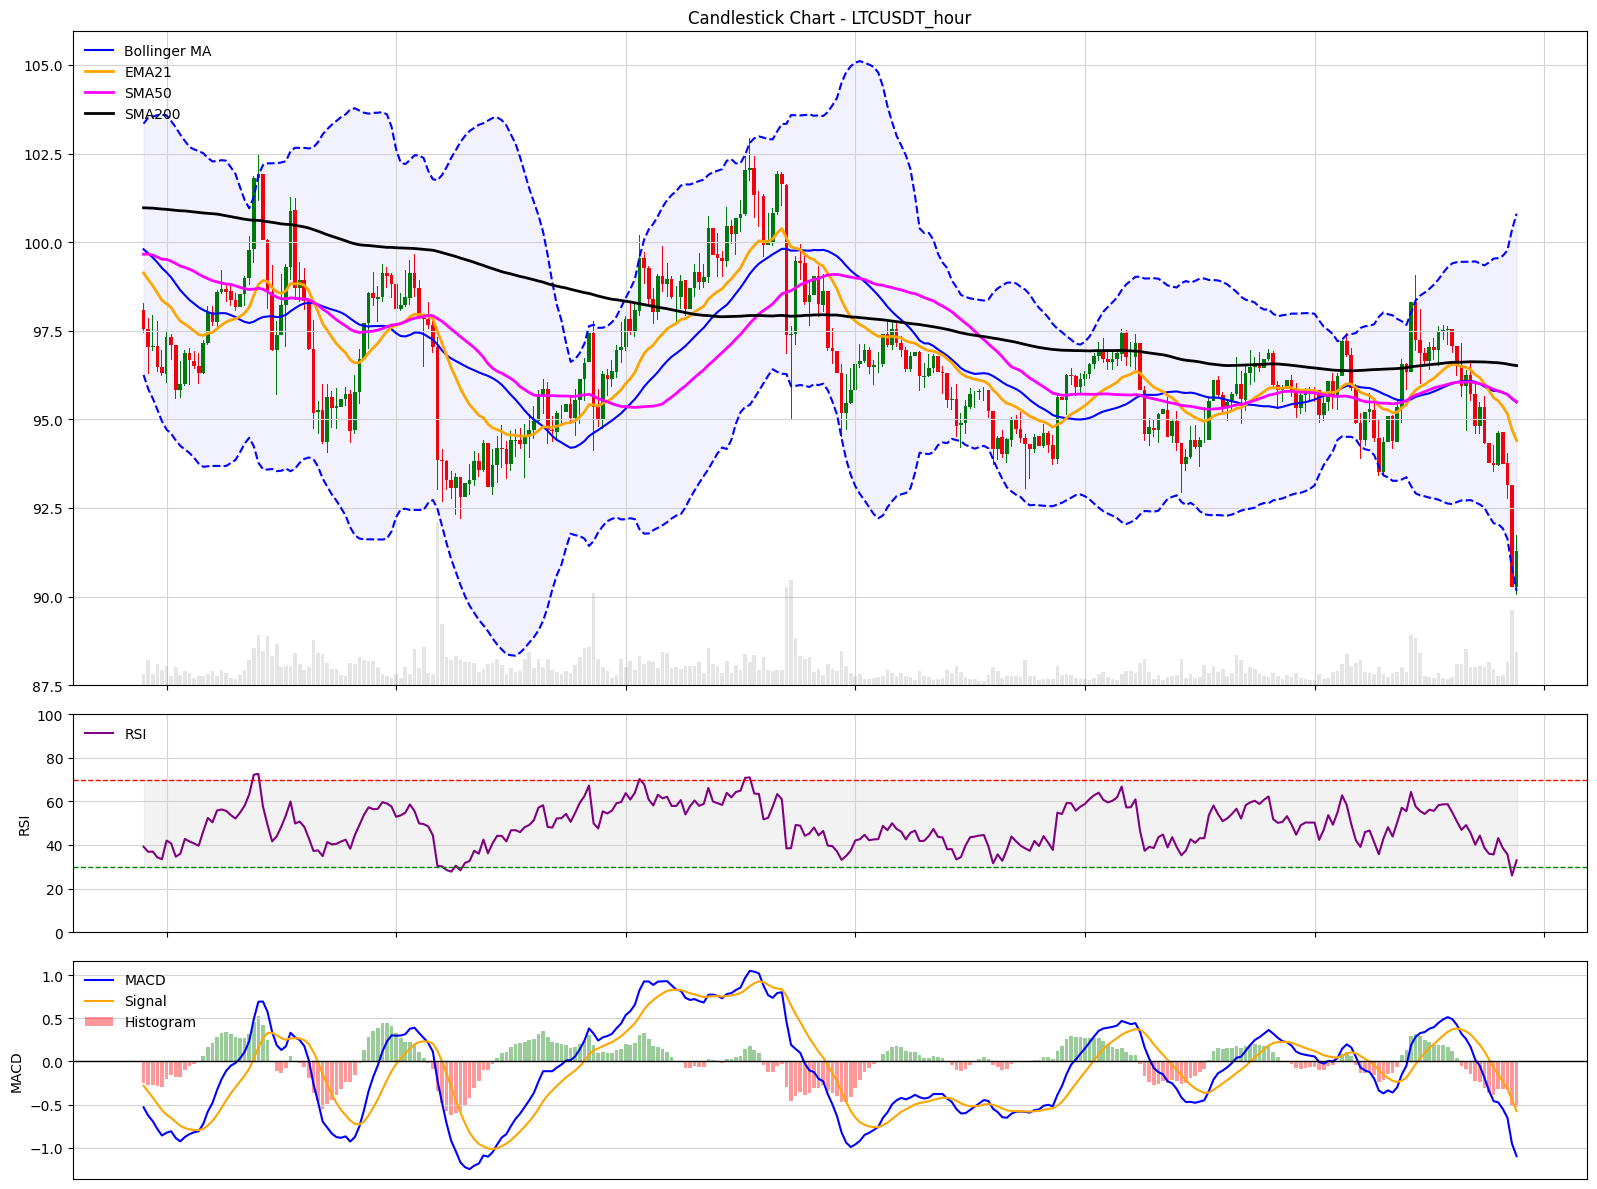 Candlestick Chart - LTCUSDT_hour
Bollinger MA
EMA21
SMA50
SMA200
105.0
102.5
100.0
97.5
95.0
92.5
90.0
87.5
RSI
RSI
100
80
60
40
20
0
MACD
Signal
Histogram
MACD
1.0
0.5
0.0
−0.5
−1.0